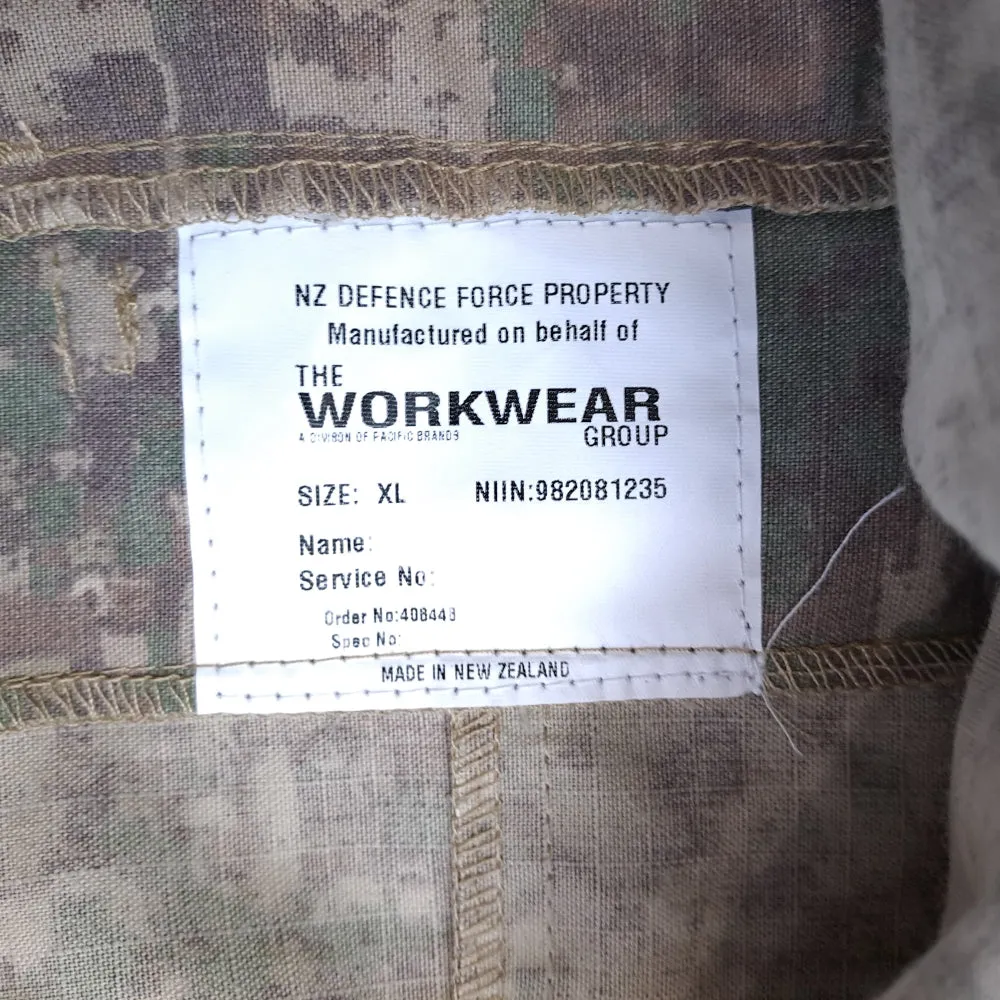 NZ DEFENCE FORCE PROPERTY
Manufactured on behalf of
THE
WORKWEAR
A DIVISION OF PACIFIC BRANDS
GROUP
SIZE: XL NIIN:982081235
Name:
Service No:
Order No:408448
Spec No:
MADE IN NEW ZEALAND